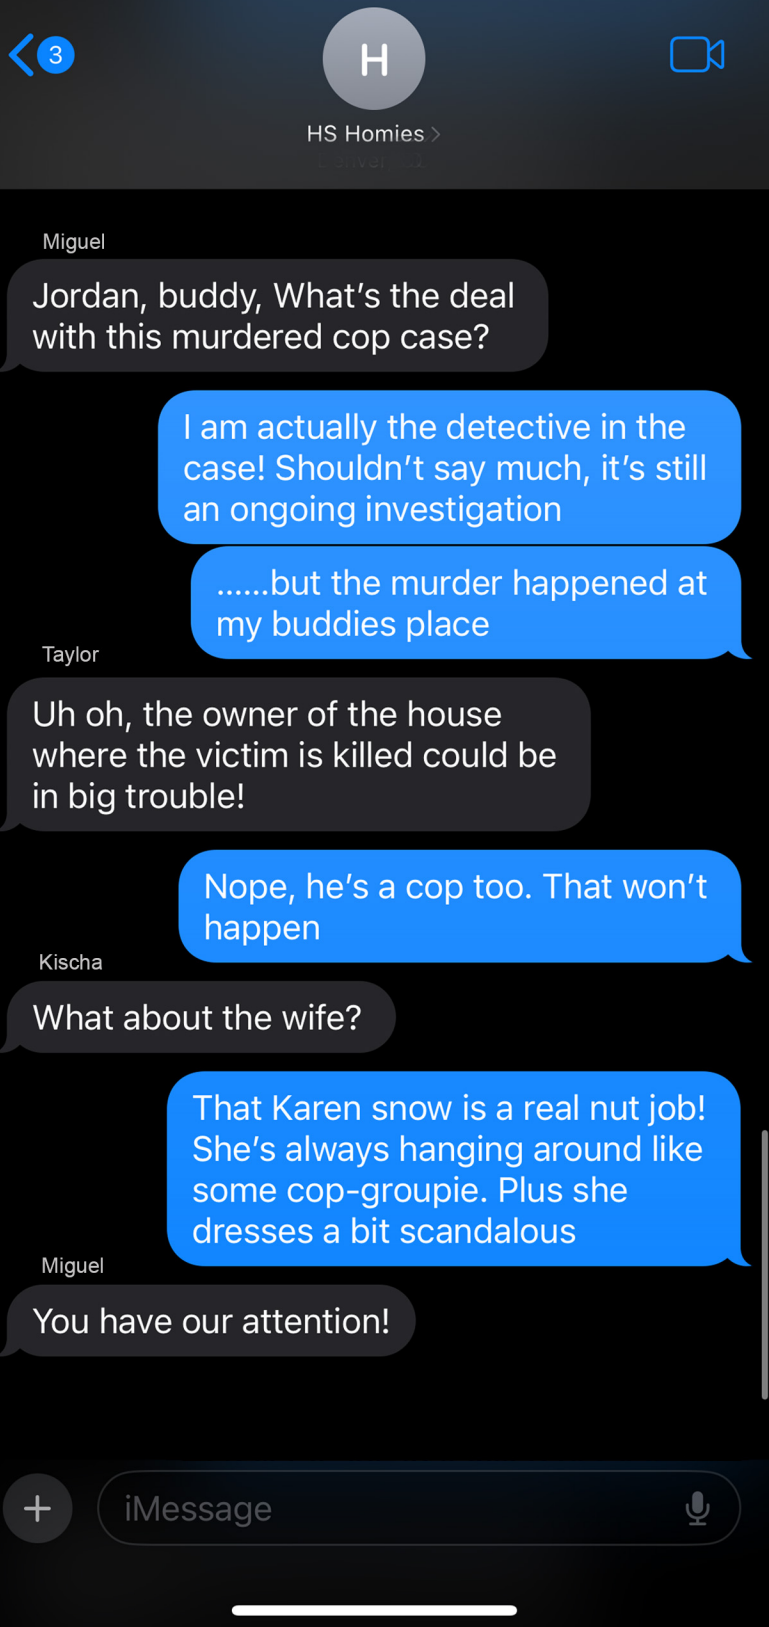 3
H
HS Homies
Miguel
Jordan, buddy, What's the deal
with this murdered cop case?
I am actually the detective in the
case! Shouldn't say much, it's still
an ongoing investigation
......but the murder happened at
my buddies place
Taylor
Uh oh, the owner of the house
where the victim is killed could be
in big trouble!
Nope, he's a cop too. That won't
happen
Kischa
What about the wife?
That Karen snow is a real nut job!
She's always hanging around like
some cop-groupie. Plus she
dresses a bit scandalous
Miguel
You have our attention!
iMessage